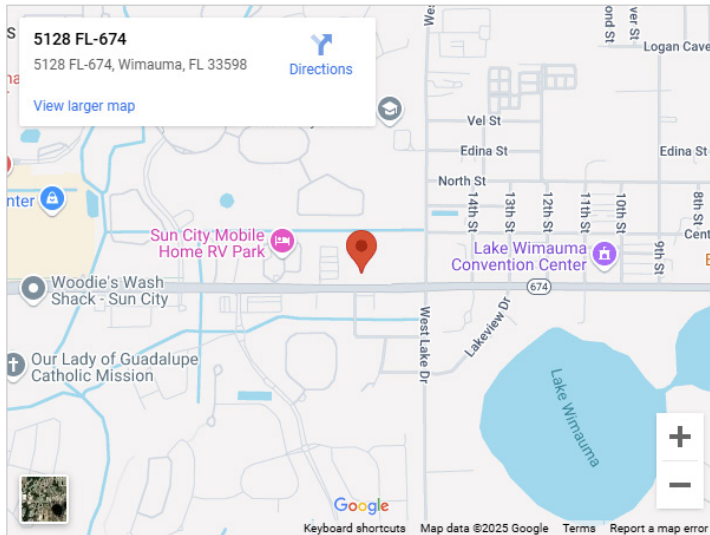 5128 FL-674
5128 FL-674, Wimauma, FL 33598
Directions
View larger map
Logan Cave
Vel St
Edina St
Edina St
North St
14th St
13th St
12th St
11th St
10th St
9th St
8th St
Cent
Sun City Mobile
Home RV Park
Lake Wimauma
Convention Center
Woodie's Wash
Shack - Sun City
674
West Lake Dr
Lakeview Dr
Our Lady of Guadalupe
Catholic Mission
Lake Wimauma
+
−
Google
Keyboard shortcuts
Map data ©2025 Google
Terms
Report a map error